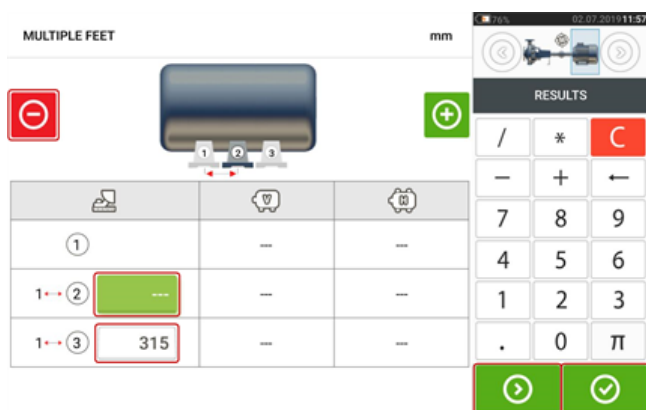 76% 02.07.2019 11:57
MULTIPLE FEET mm
RESULTS
1 2 3
/ * C
− + ←
V H
7 8 9
1 --- ---
4 5 6
1↔2 --- --- ---
1 2 3
1↔3 315 --- ---
. 0 π